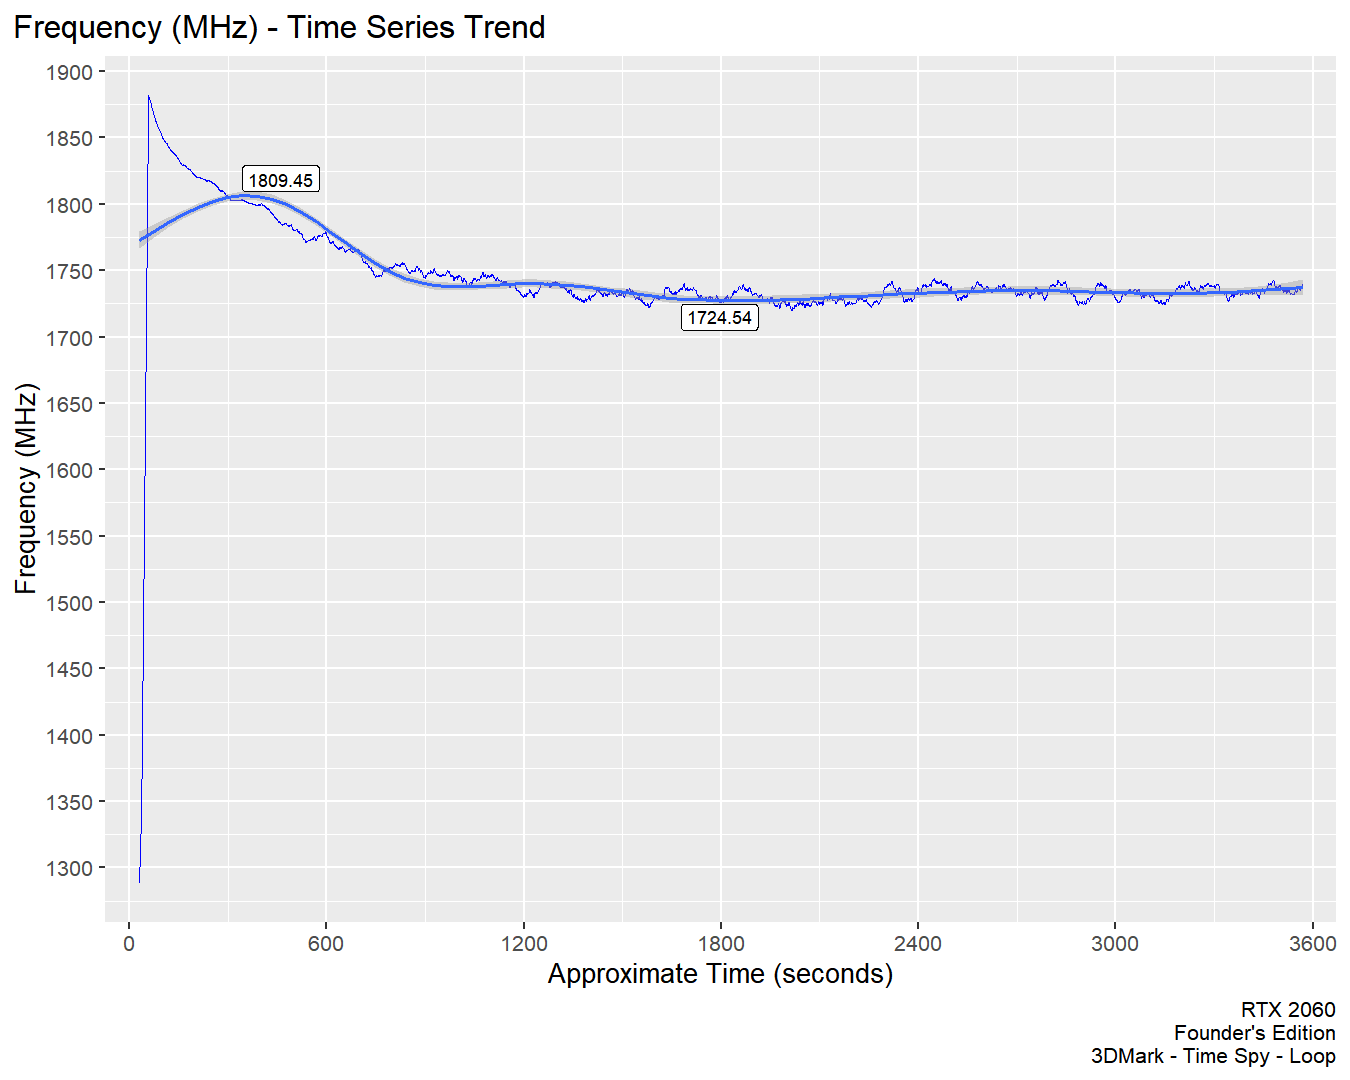 Frequency (MHz) - Time Series Trend
Frequency (MHz)
1900
1850
1800
1750
1700
1650
1600
1550
1500
1450
1400
1350
1300
1809.45
1724.54
0 600 1200 1800 2400 3000 3600
Approximate Time (seconds)
RTX 2060
Founder's Edition
3DMark - Time Spy - Loop